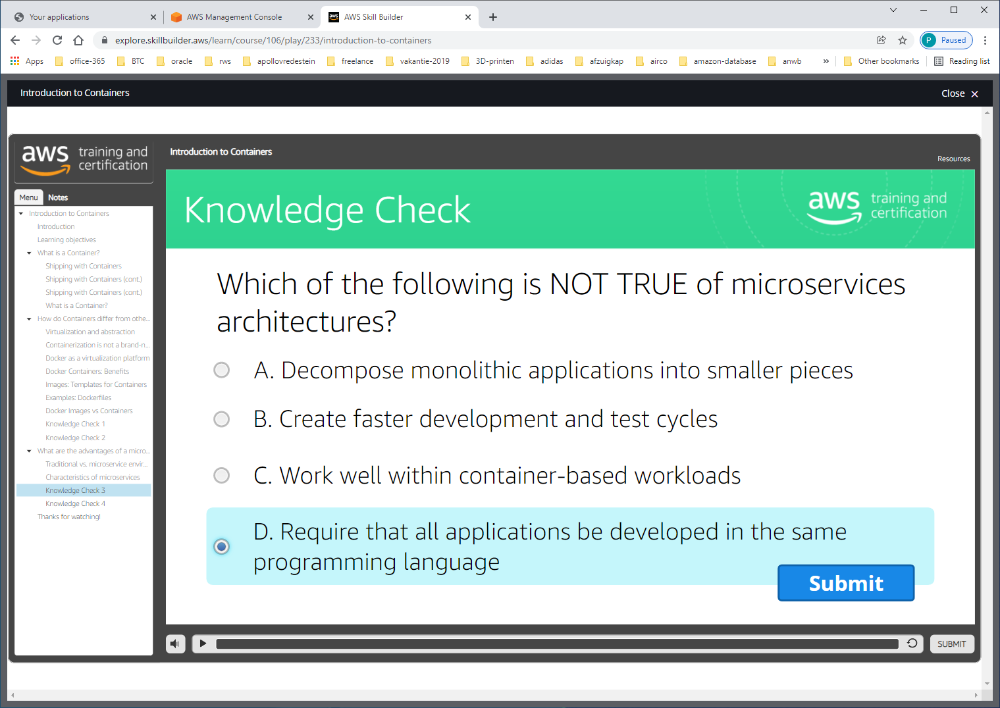 Your applications
AWS Management Console
aws AWS Skill Builder
explore.skillbuilder.aws/learn/course/106/play/233/introduction-to-containers
P Paused
Apps office-365 BTC oracle rws apollovredestein freelance vakantie-2019 3D-printen adidas afzuigkap airco amazon-database anwb » Other bookmarks Reading list
Introduction to Containers
Close
aws training and certification
Introduction to Containers
Resources
Menu Notes
Introduction to Containers
Introduction
Learning objectives
What is a Container?
Shipping with Containers
Shipping with Containers (cont.)
Shipping with Containers (cont.)
What is a Container?
How do Containers differ from othe...
Virtualization and abstraction
Containerization is not a brand-n...
Docker as a virtualization platform
Docker Containers: Benefits
Images: Templates for Containers
Examples: Dockerfiles
Docker Images vs Containers
Knowledge Check 1
Knowledge Check 2
What are the advantages of a micro...
Traditional vs. microservice envir...
Characteristics of microservices
Knowledge Check 3
Knowledge Check 4
Thanks for watching!
Knowledge Check
aws training and certification
Which of the following is NOT TRUE of microservices
architectures?
A. Decompose monolithic applications into smaller pieces
B. Create faster development and test cycles
C. Work well within container-based workloads
D. Require that all applications be developed in the same
programming language
Submit
SUBMIT